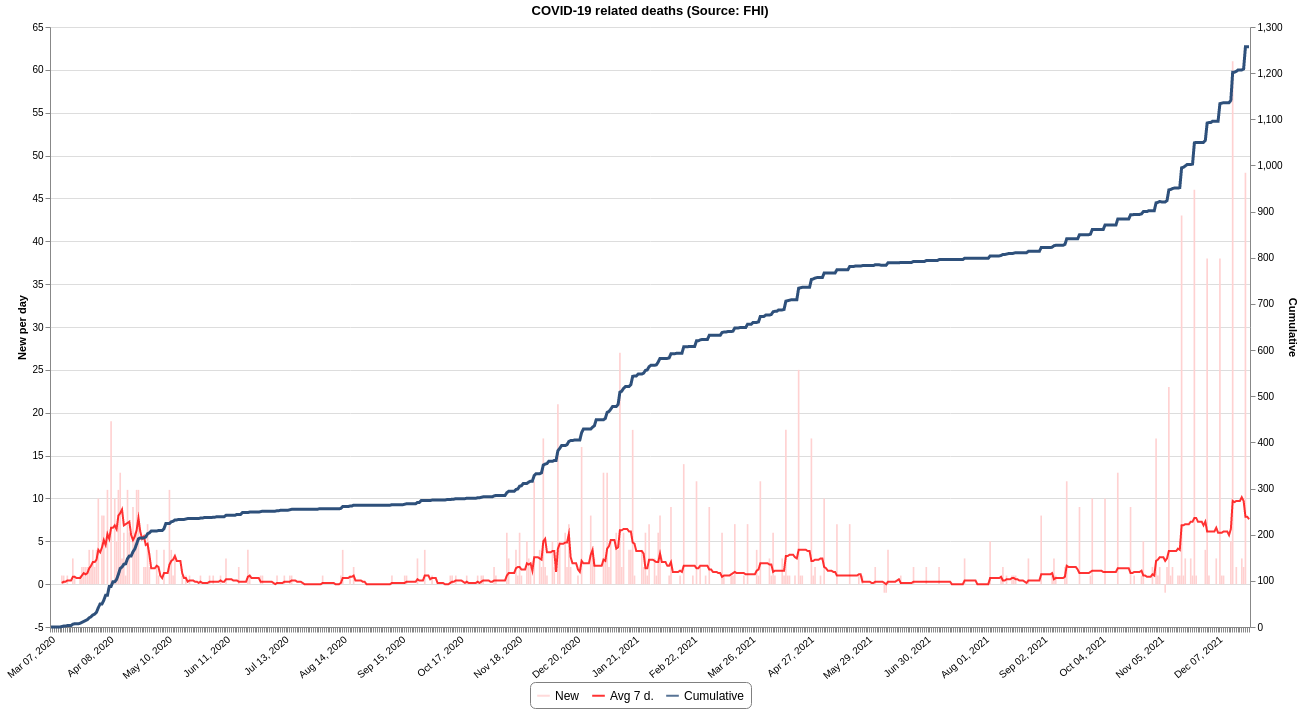 COVID-19 related deaths (Source: FHI)
65
60
55
50
45
40
35
30
25
20
15
10
5
0
-5
New per day
1,300
1,200
1,100
1,000
900
800
700
600
500
400
300
200
100
0
Cumulative
Mar 07, 2020
Apr 08, 2020
May 10, 2020
Jun 11, 2020
Jul 13, 2020
Aug 14, 2020
Sep 15, 2020
Oct 17, 2020
Nov 18, 2020
Dec 20, 2020
Jan 21, 2021
Feb 22, 2021
Mar 26, 2021
Apr 27, 2021
May 29, 2021
Jun 30, 2021
Aug 01, 2021
Sep 02, 2021
Oct 04, 2021
Nov 05, 2021
Dec 07, 2021
New Avg 7 d. Cumulative